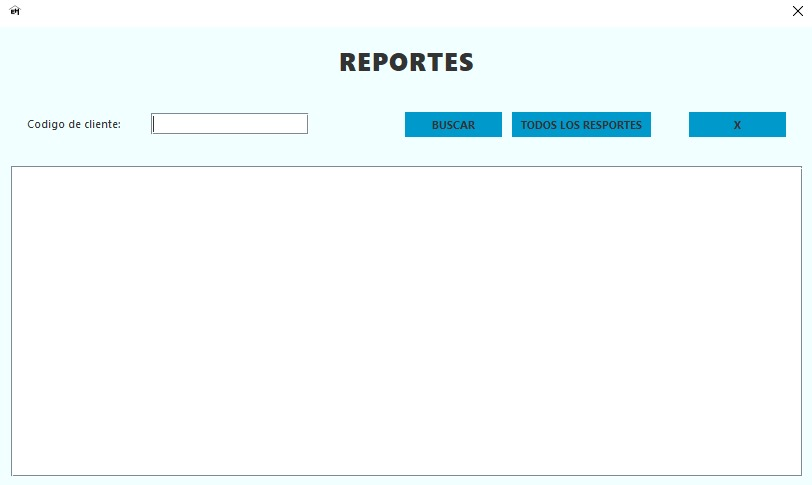 REPORTES
Codigo de cliente:
BUSCAR
TODOS LOS RESPORTES
X